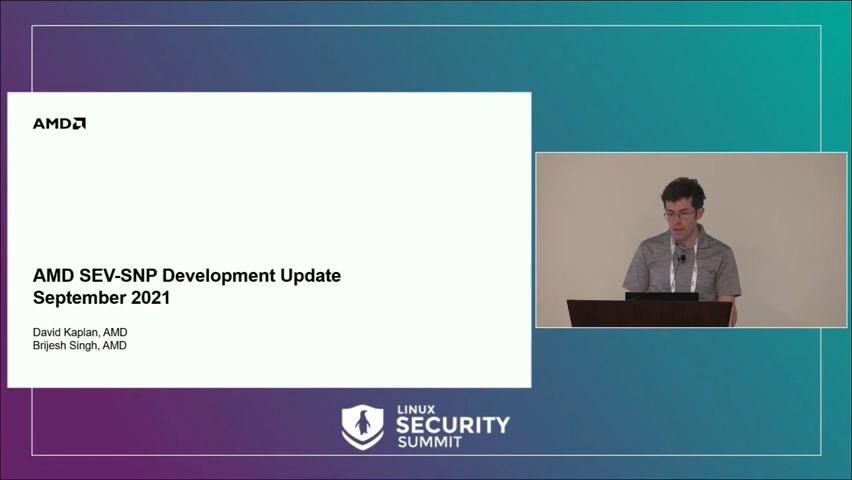 AMD
AMD SEV-SNP Development Update
September 2021
David Kaplan, AMD
Brijesh Singh, AMD
LINUX
SECURITY
SUMMIT